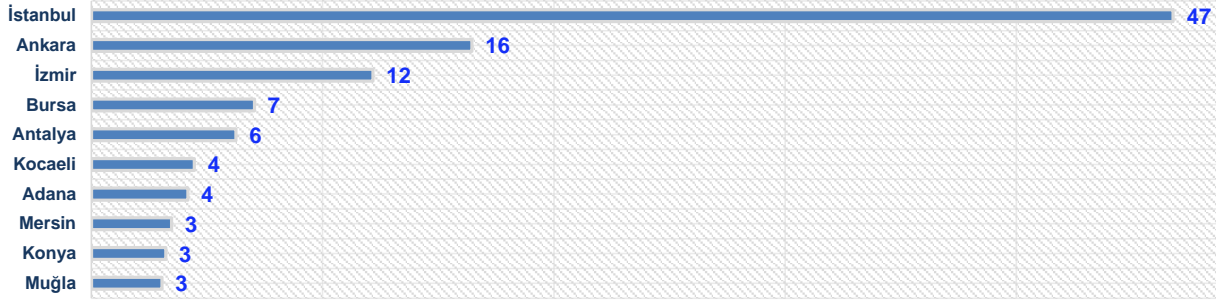 İstanbul 47
Ankara 16
İzmir 12
Bursa 7
Antalya 6
Kocaeli 4
Adana 4
Mersin 3
Konya 3
Muğla 3